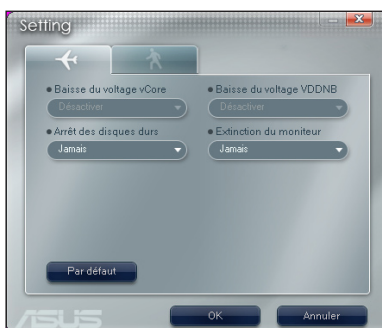 Setting
Baisse du voltage vCore
Baisse du voltage VDDNB
Désactiver
Désactiver
Arrêt des disques durs
Extinction du moniteur
Jamais
Jamais
Par défaut
ASUS
OK
Annuler